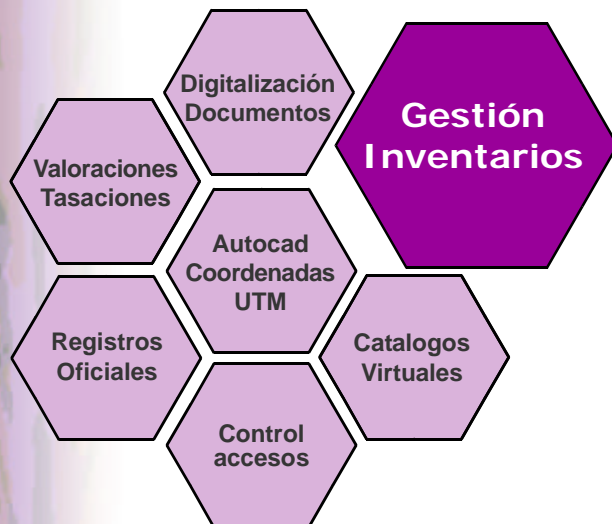 Digitalización
Documentos
Gestión
Inventarios
Valoraciones
Tasaciones
Autocad
Coordenadas
UTM
Registros
Oficiales
Catalogos
Virtuales
Control
accesos